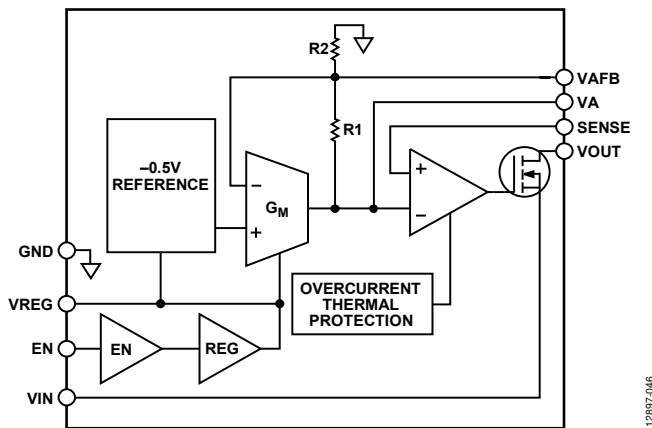 R2
VAFB
VA
R1
SENSE
VOUT
–0.5V
REFERENCE
–
GM
+
+
–
GND
OVERCURRENT
THERMAL
PROTECTION
VREG
EN
EN
REG
VIN
12897-046